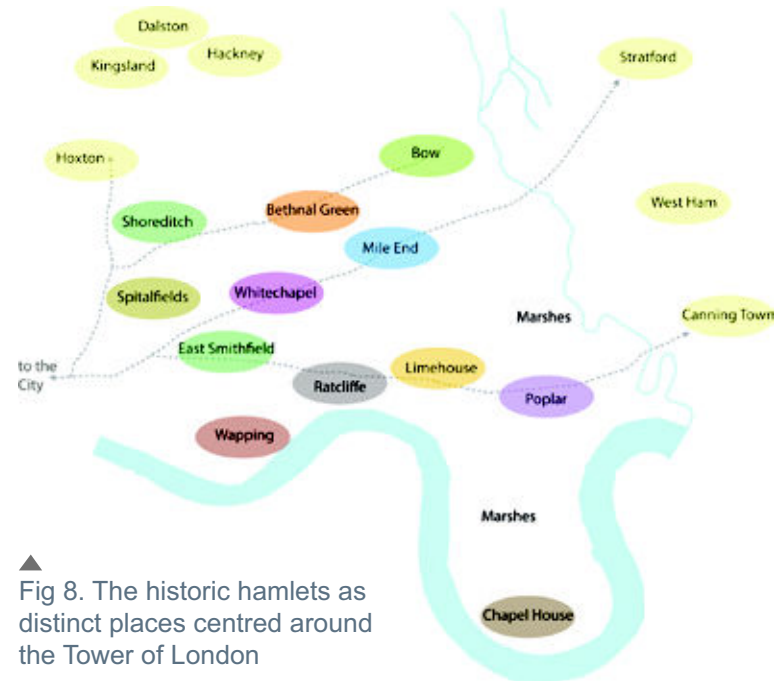 Dalston
Kingsland
Hackney
Stratford
Hoxton
Bow
Shoreditch
Bethnal Green
West Ham
Mile End
Spitalfields
Whitechapel
Marshes
Canning Town
East Smithfield
to the
City
Ratcliffe
Limehouse
Poplar
Wapping
Marshes
Chapel House
Fig 8. The historic hamlets as
distinct places centred around
the Tower of London